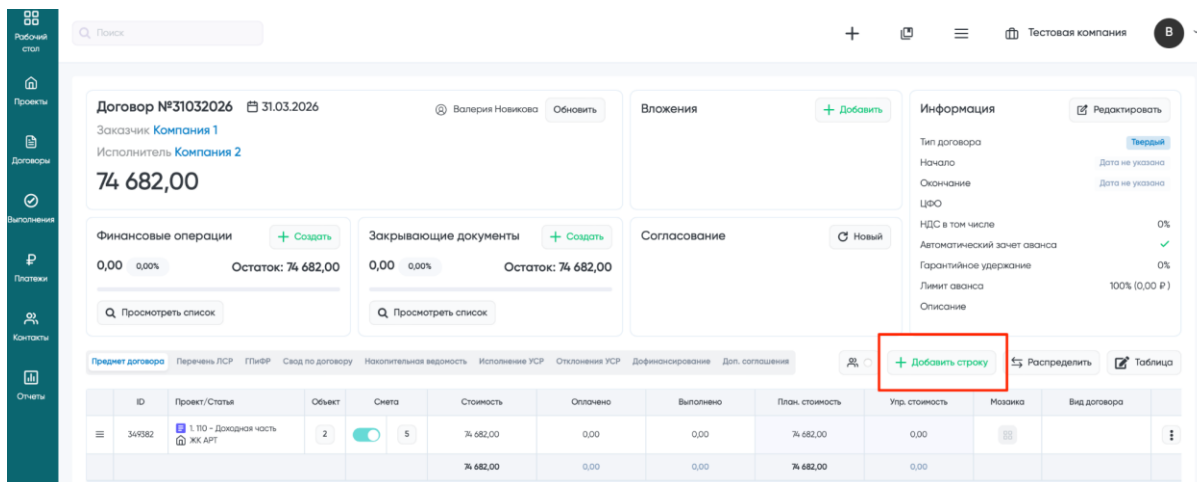 Рабочий
стол
Проекты
Договоры
Выполнения
Платежи
Контакты
Отчеты
Поиск
Тестовая компания
В
Договор №31032026 31.03.2026
Валерия Новикова Обновить
Заказчик Компания 1
Исполнитель Компания 2
74 682,00
Вложения + Добавить
Информация Редактировать
Тип договора Твердый
Начало Дата не указана
Окончание Дата не указана
ЦФО
НДС в том числе 0%
Автоматический зачет аванса
Гарантийное удержание 0%
Лимит аванса 100% (0,00 ₽)
Описание
Финансовые операции + Создать
0,00 0,00% Остаток: 74 682,00
Просмотреть список
Закрывающие документы + Создать
0,00 0,00% Остаток: 74 682,00
Просмотреть список
Согласование Новый
Предмет договора Перечень ЛСР ГПиФР Свод по договору Накопительная ведомость Исполнение УСР Отклонения УСР Дофинансирование Доп. соглашения
+ Добавить строку Распределить Таблица
ID Проект/Статья Объект Смета Стоимость Оплачено Выполнено План. стоимость Упр. стоимость Мозаика Вид договора
349382 1. 110 - Доходная часть 2 S 74 682,00 0,00 0,00 74 682,00 0,00
ЖК АРТ
74 682,00 0,00 0,00 74 682,00 0,00